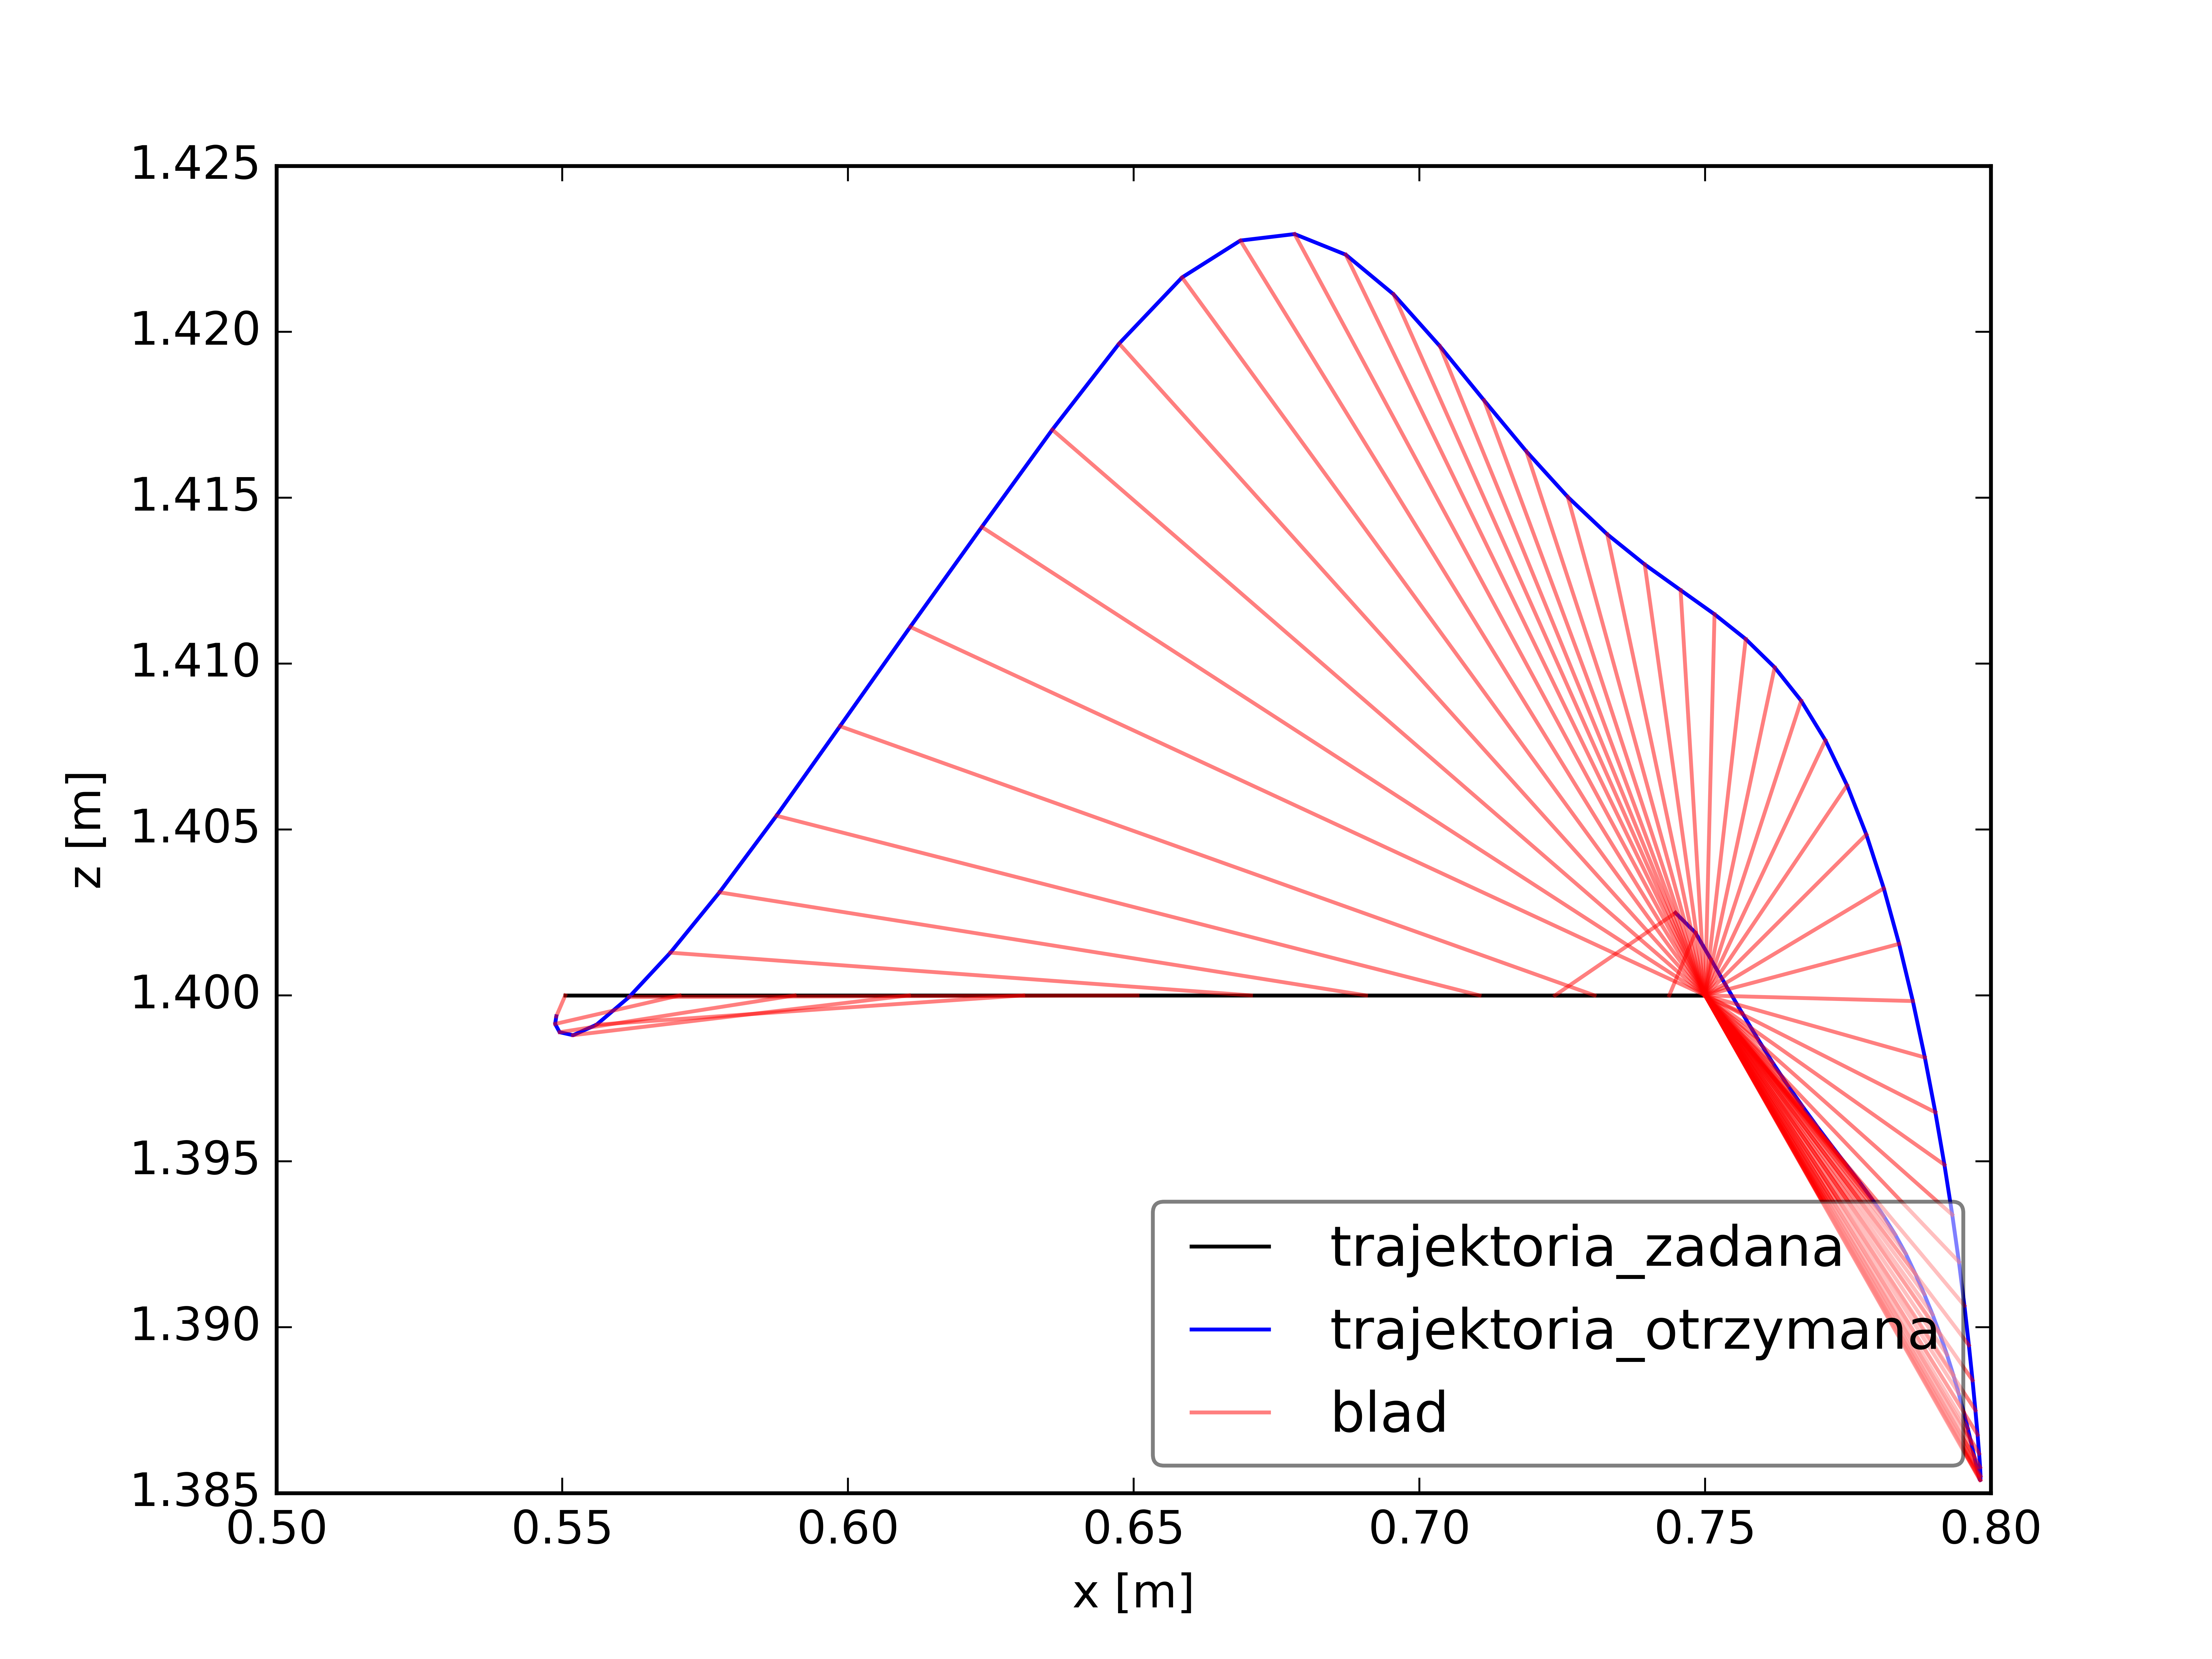 1.425
1.420
1.415
1.410
1.405
1.400
1.395
1.390
1.385
z [m]
trajektoria_zadana
trajektoria_otrzymana
blad
0.50 0.55 0.60 0.65 0.70 0.75 0.80
x [m]